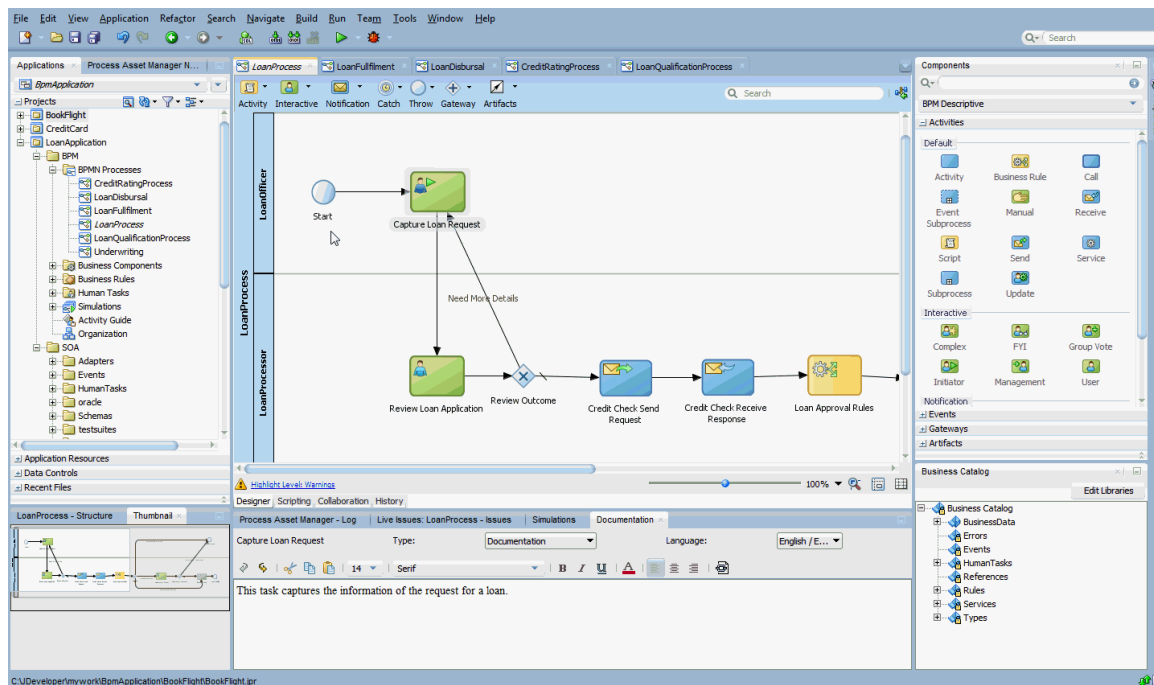 File Edit View Application Refactor Search Navigate Build Run Team Tools Window Help
Search
Applications
Process Asset Manager N...
BpmApplication
Projects
BookFlight
CreditCard
LoanApplication
BPM
BPMN Processes
CreditRatingProcess
LoanDisbursal
LoanFullfilment
LoanProcess
LoanQualificationProcess
Underwriting
Business Components
Business Rules
Human Tasks
Simulations
Activity Guide
Organization
SOA
Adapters
Events
HumanTasks
oracle
Schemas
testsuites
Application Resources
Data Controls
Recent Files
LoanProcess - Structure
Thumbnail
LoanProcess
LoanFullfilment
LoanDisbursal
CreditRatingProcess
LoanQualificationProcess
Activity Interactive Notification Catch Throw Gateway Artifacts
Search
LoanProcess
LoanOfficer
Start
Capture Loan Request
Need More Details
LoanProcessor
Review Loan Application
Review Outcome
Credit Check Send
Request
Credit Check Receive
Response
Loan Approval Rules
Highlight Level: Warnings
100%
Designer Scripting Collaboration History
Process Asset Manager - Log
Live Issues: LoanProcess - Issues
Simulations
Documentation
Capture Loan Request
Type:
Documentation
Language:
English / E...
14
Serif
B I U A
This task captures the information of the request for a loan.
Components
BPM Descriptive
Activities
Default
Activity
Business Rule
Call
Event
Subprocess
Manual
Receive
Script
Send
Service
Subprocess
Update
Interactive
Complex
FYI
Group Vote
Initiator
Management
User
Notification
Events
Gateways
Artifacts
Business Catalog
Edit Libraries
Business Catalog
BusinessData
Errors
Events
HumanTasks
References
Rules
Services
Types
C:\JDeveloper\mywork\BpmApplication\BookFlight\BookFlight.jpr